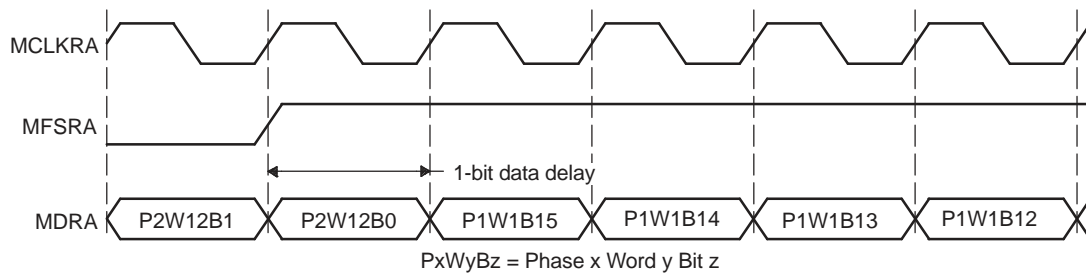 MCLKRA
MFSRA
1-bit data delay
MDRA P2W12B1 P2W12B0 P1W1B15 P1W1B14 P1W1B13 P1W1B12
PxWyBz = Phase x Word y Bit z